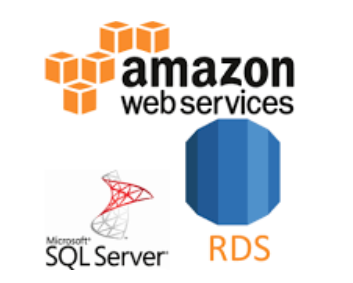 amazon
web services
Microsoft®
SQL Server
RDS